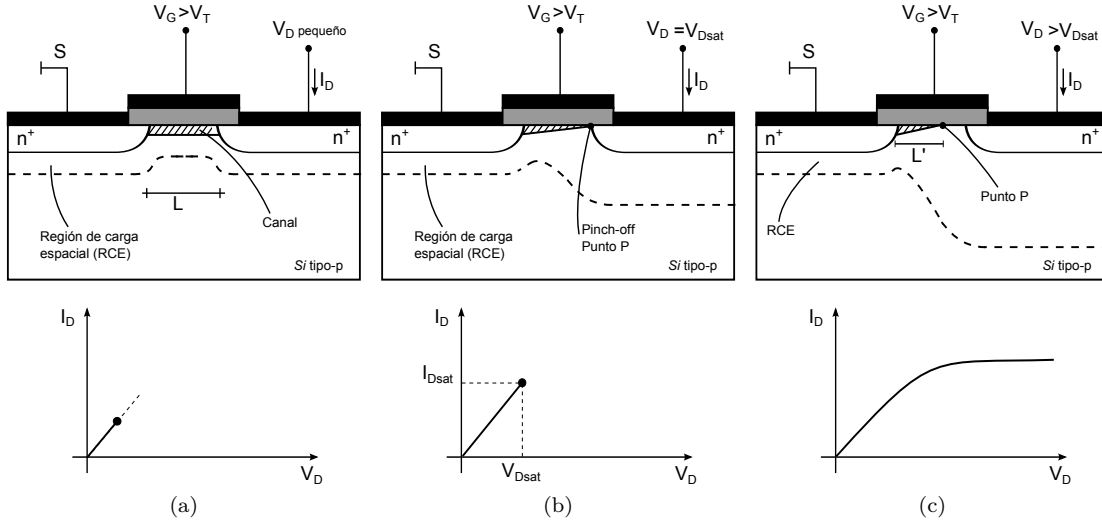 V_G>V_T
V_D pequeño
S
I_D
n⁺
n⁺
L
Canal
Región de carga
espacial (RCE)
Si tipo-p
I_D
V_D
(a)
V_G>V_T
V_D =V_Dsat
S
I_D
n⁺
n⁺
Región de carga
espacial (RCE)
Pinch-off
Punto P
Si tipo-p
I_D
I_Dsat
V_Dsat
V_D
(b)
V_G>V_T
V_D >V_Dsat
S
I_D
n⁺
n⁺
L'
Punto P
RCE
Si tipo-p
I_D
V_D
(c)